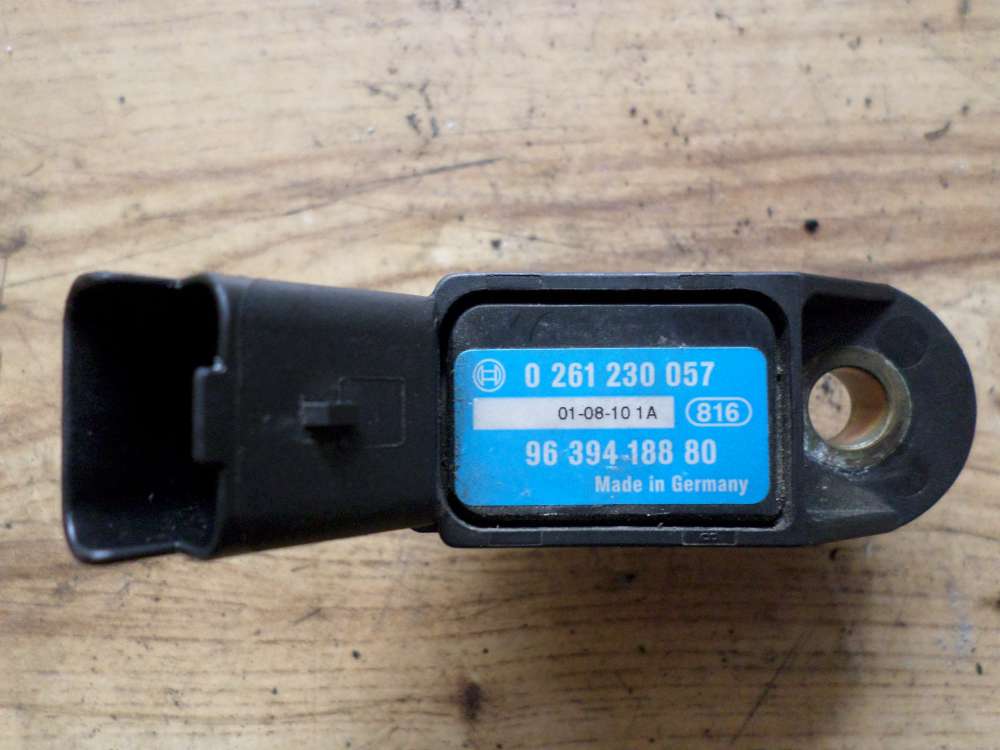 0 261 230 057
01-08-10 1A 816
96 394 188 80
Made in Germany